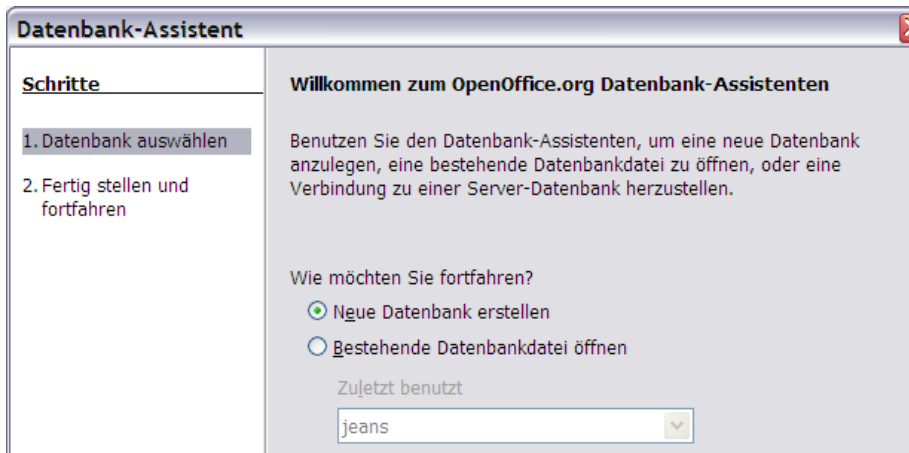 Datenbank-Assistent
Schritte
1. Datenbank auswählen
2. Fertig stellen und
fortfahren
Willkommen zum OpenOffice.org Datenbank-Assistenten
Benutzen Sie den Datenbank-Assistenten, um eine neue Datenbank
anzulegen, eine bestehende Datenbankdatei zu öffnen, oder eine
Verbindung zu einer Server-Datenbank herzustellen.
Wie möchten Sie fortfahren?
Neue Datenbank erstellen
Bestehende Datenbankdatei öffnen
Zuletzt benutzt
jeans